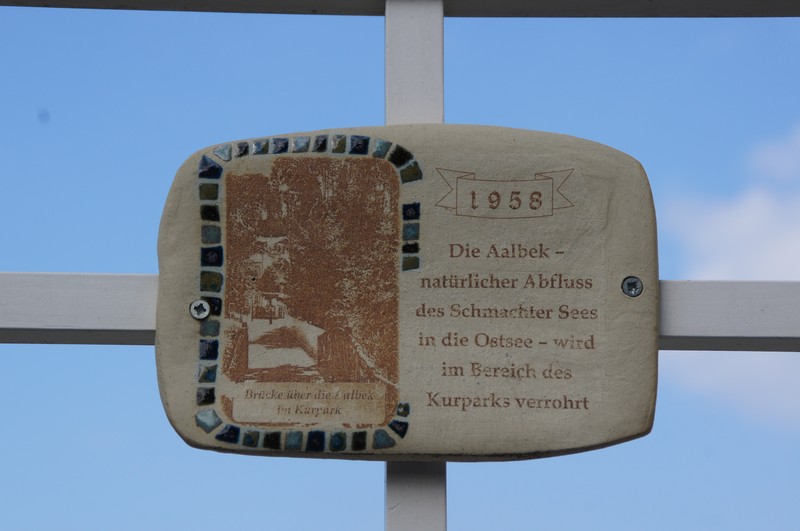 1958
Die Aalbek –
natürlicher Abfluss
des Schmachter Sees
in die Ostsee – wird
im Bereich des
Kurparks verrohrt
Brücke über die Aalbek
im Kurpark